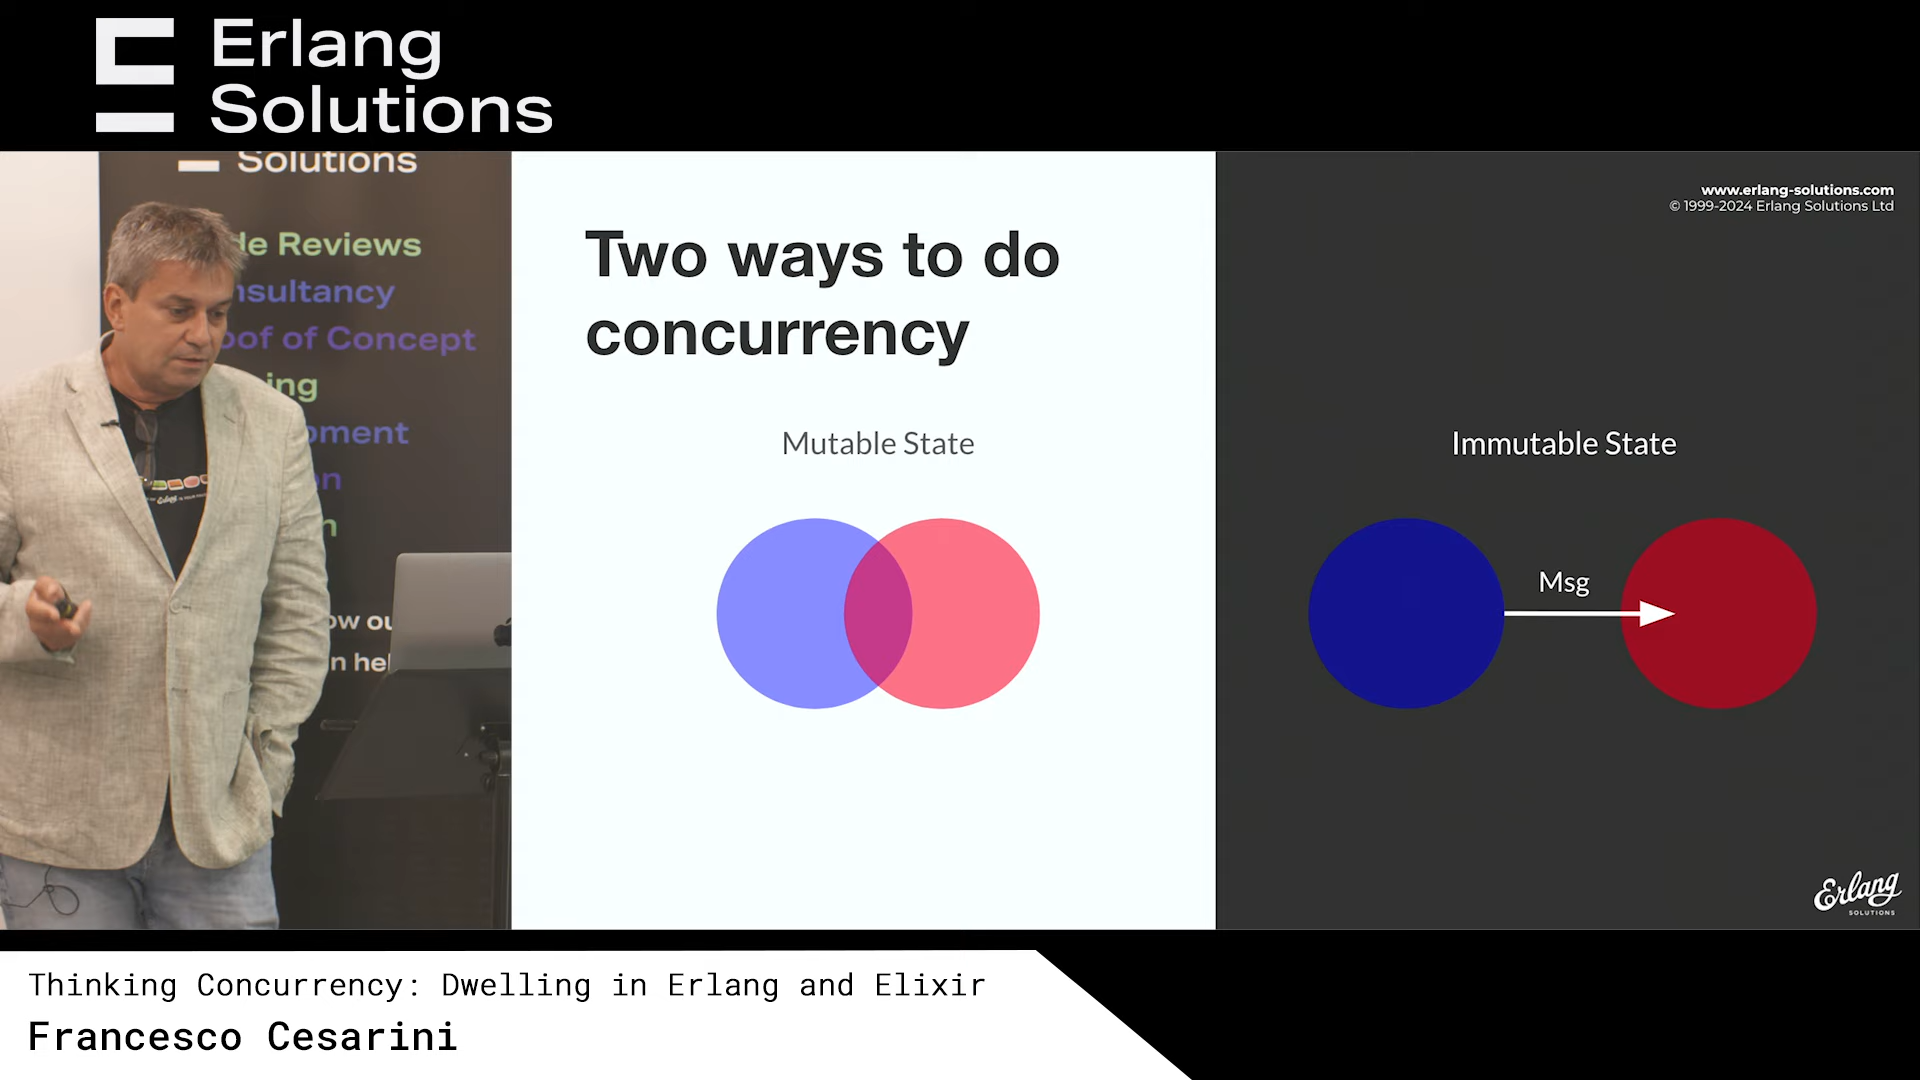 Erlang
Solutions
Solutions
de Reviews
nsultancy
oof of Concept
ing
pment
on
n
ow ou
n hel
Two ways to do
concurrency
Mutable State
www.erlang-solutions.com
© 1999-2024 Erlang Solutions Ltd
Immutable State
Msg
Erlang
SOLUTIONS
Thinking Concurrency: Dwelling in Erlang and Elixir
Francesco Cesarini